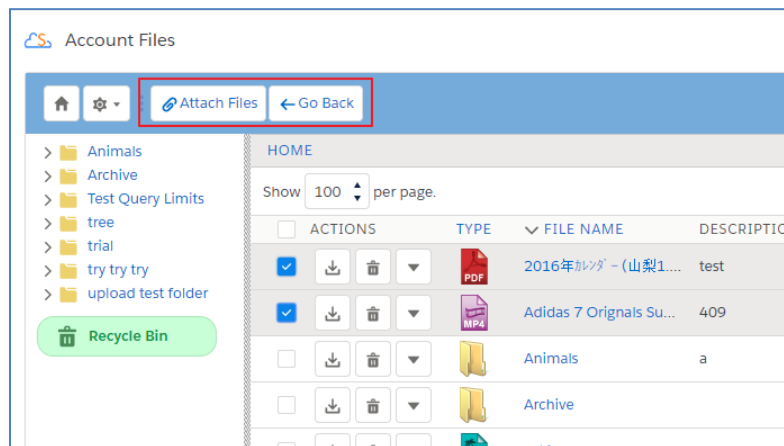 Account Files
Attach Files
Go Back
Animals
Archive
Test Query Limits
tree
trial
try try try
upload test folder
Recycle Bin
HOME
Show 100 per page.
ACTIONS TYPE FILE NAME DESCRIPTIO
PDF 2016年ｶﾚﾝﾀﾞｰ(山梨1.... test
MP4 Adidas 7 Orignals Su... 409
Animals a
Archive